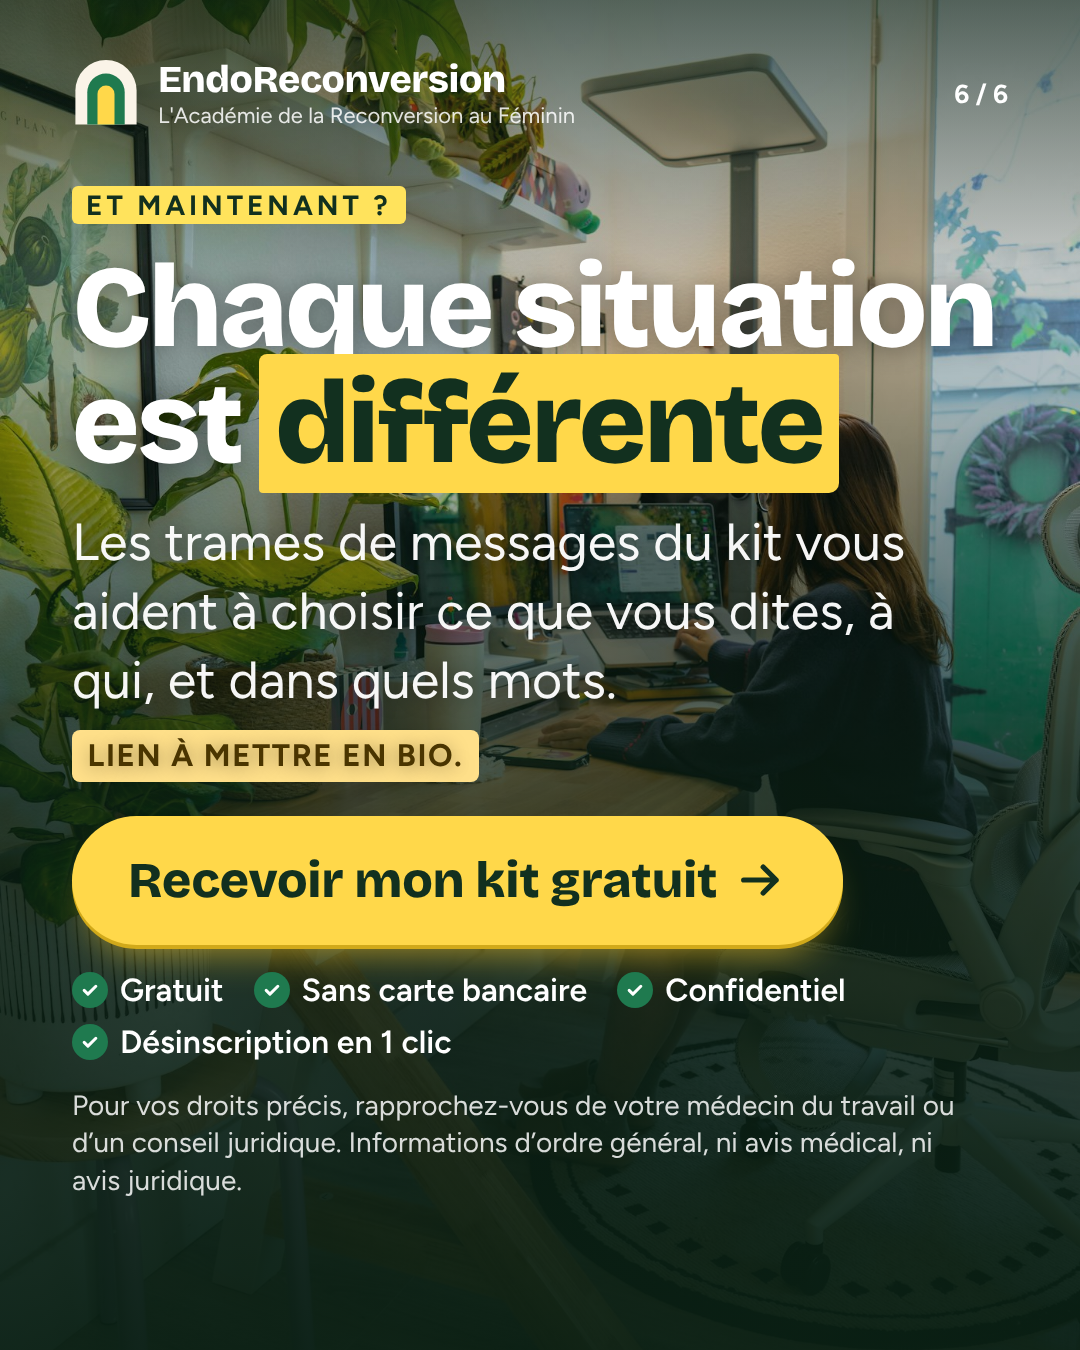 EndoReconversion
L'Académie de la Reconversion au Féminin
6 / 6
G PLANT
ET MAINTENANT ?
Chaque situation
est différente
Les trames de messages du kit vous
aident à choisir ce que vous dites, à
qui, et dans quels mots.
LIEN À METTRE EN BIO.
Recevoir mon kit gratuit →
Gratuit
Sans carte bancaire
Confidentiel
Désinscription en 1 clic
Pour vos droits précis, rapprochez-vous de votre médecin du travail ou
d’un conseil juridique. Informations d’ordre général, ni avis médical, ni
avis juridique.